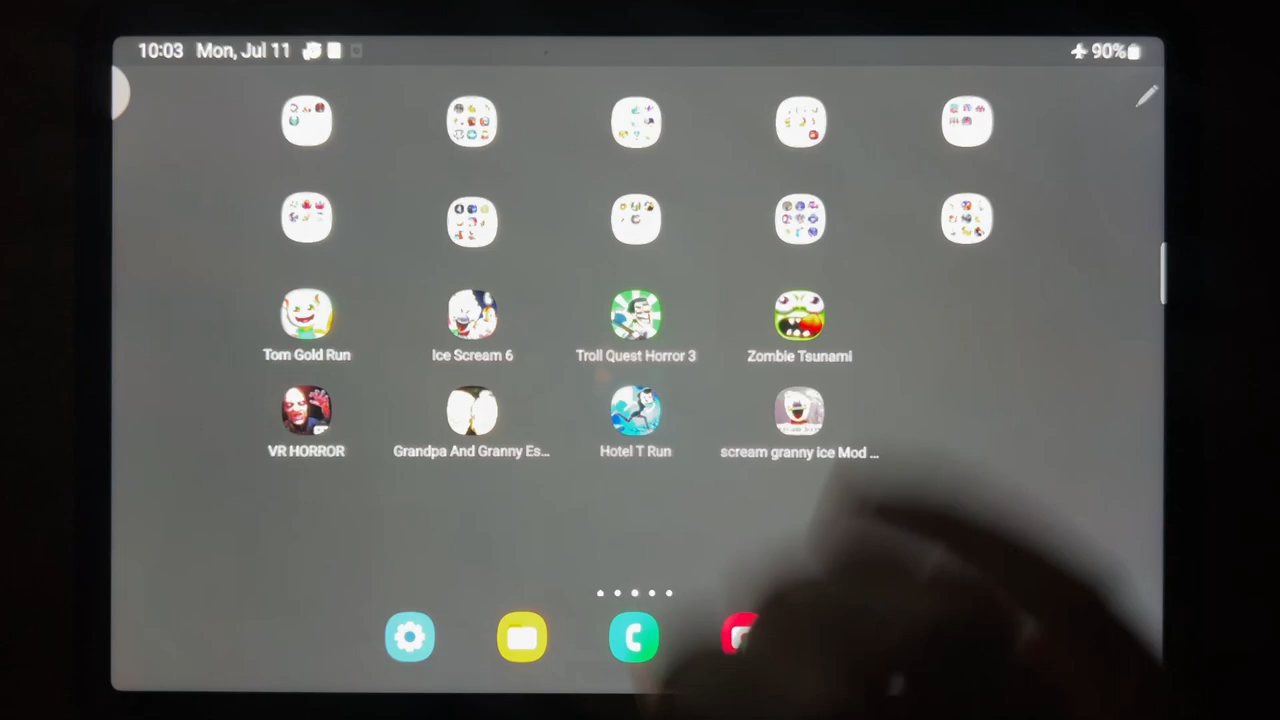 10:03 Mon, Jul 11 90%
Tom Gold Run Ice Scream 6 Troll Quest Horror 3 Zombie Tsunami
VR HORROR Grandpa And Granny Es... Hotel T Run scream granny ice Mod ...